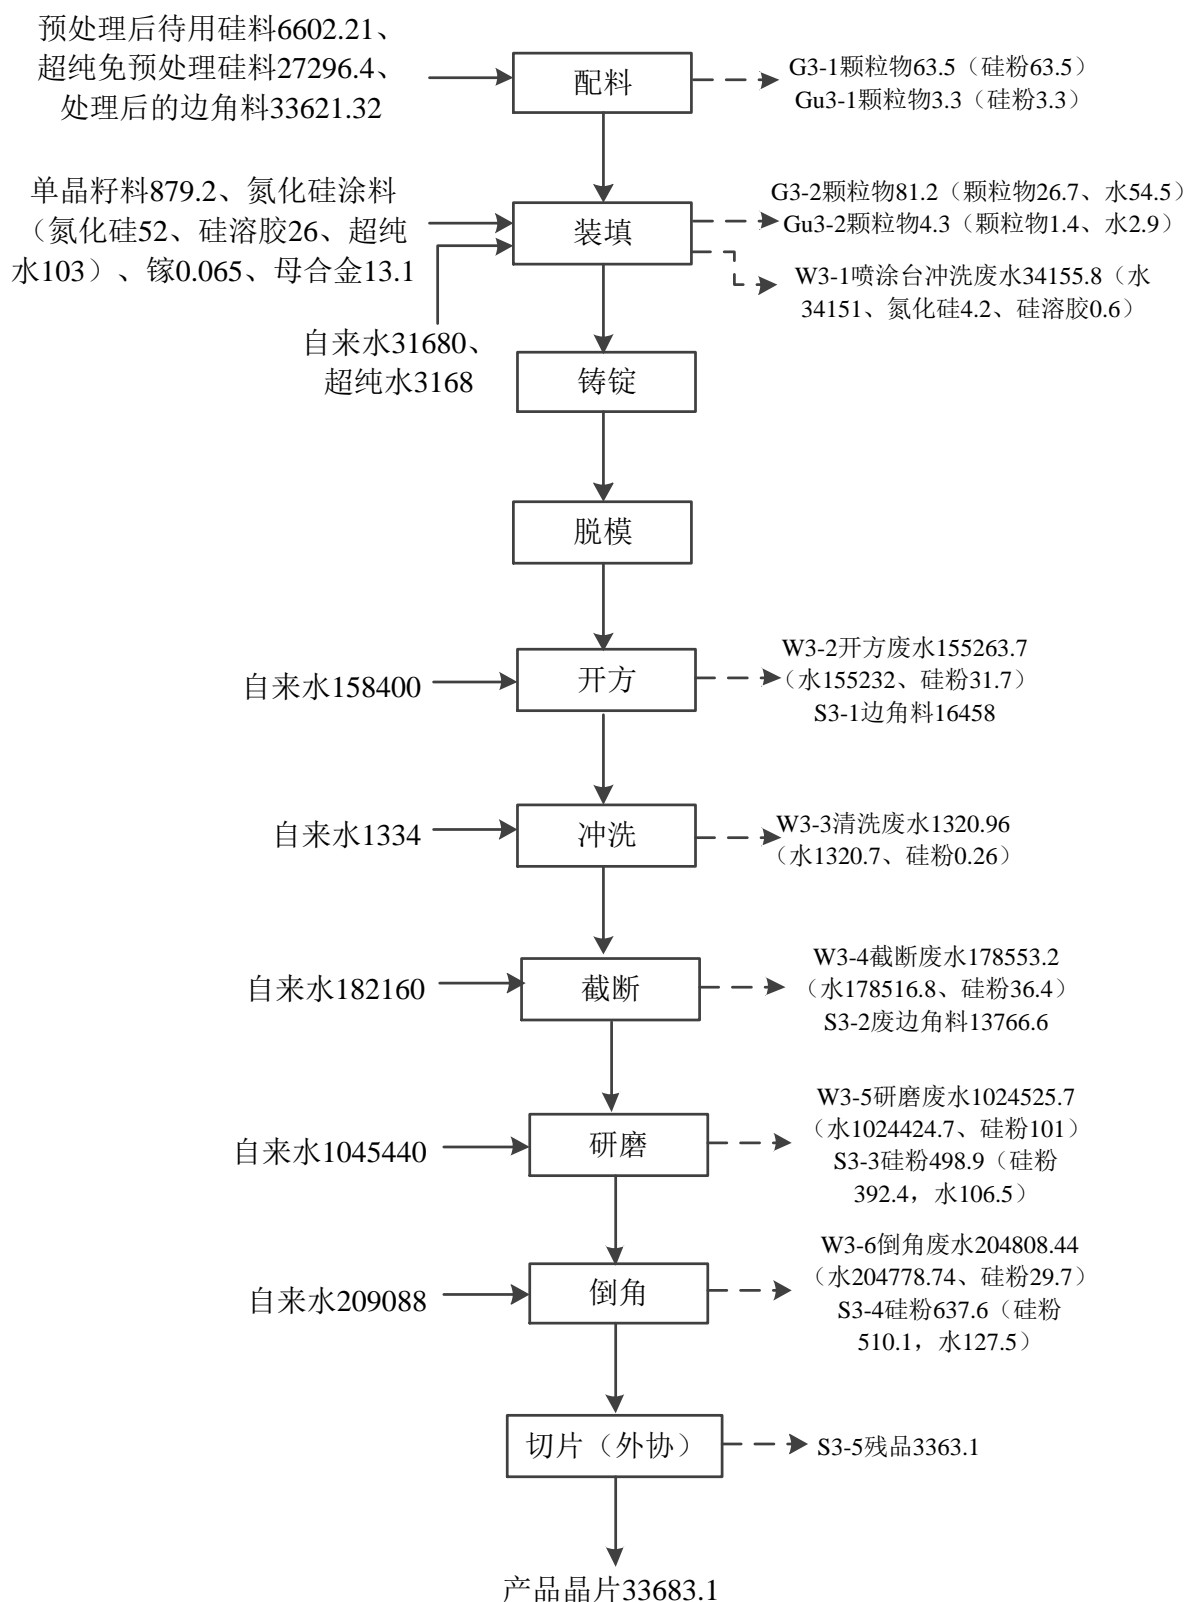 预处理后待用硅料6602.21、
超纯免预处理硅料27296.4、
处理后的边角料33621.32
配料
G3-1颗粒物63.5（硅粉63.5）
Gu3-1颗粒物3.3（硅粉3.3）
单晶籽料879.2、氮化硅涂料
（氮化硅52、硅溶胶26、超纯
水103）、镓0.065、母合金13.1
自来水31680、
超纯水3168
装填
G3-2颗粒物81.2（颗粒物26.7、水54.5）
Gu3-2颗粒物4.3（颗粒物1.4、水2.9）
W3-1喷涂台冲洗废水34155.8（水
34151、氮化硅4.2、硅溶胶0.6）
铸锭
脱模
自来水158400
开方
W3-2开方废水155263.7
（水155232、硅粉31.7）
S3-1边角料16458
自来水1334
冲洗
W3-3清洗废水1320.96
（水1320.7、硅粉0.26）
自来水182160
截断
W3-4截断废水178553.2
（水178516.8、硅粉36.4）
S3-2废边角料13766.6
自来水1045440
研磨
W3-5研磨废水1024525.7
（水1024424.7、硅粉101）
S3-3硅粉498.9（硅粉
392.4，水106.5）
自来水209088
倒角
W3-6倒角废水204808.44
（水204778.74、硅粉29.7）
S3-4硅粉637.6（硅粉
510.1，水127.5）
切片（外协）
S3-5残品3363.1
产品晶片33683.1